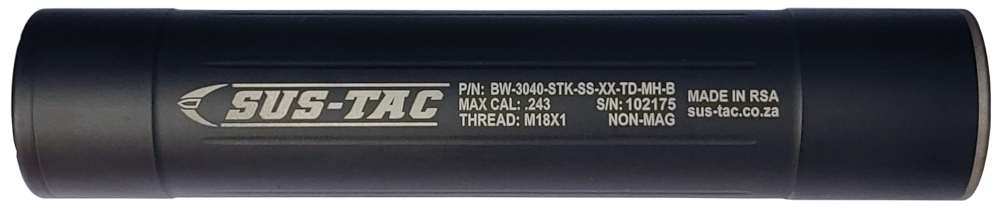 SUS-TAC
P/N: BW-3040-STK-SS-XX-TD-MH-B
MAX CAL: .243 S/N: 102175
THREAD: M18X1 NON-MAG
MADE IN RSA
sus-tac.co.za